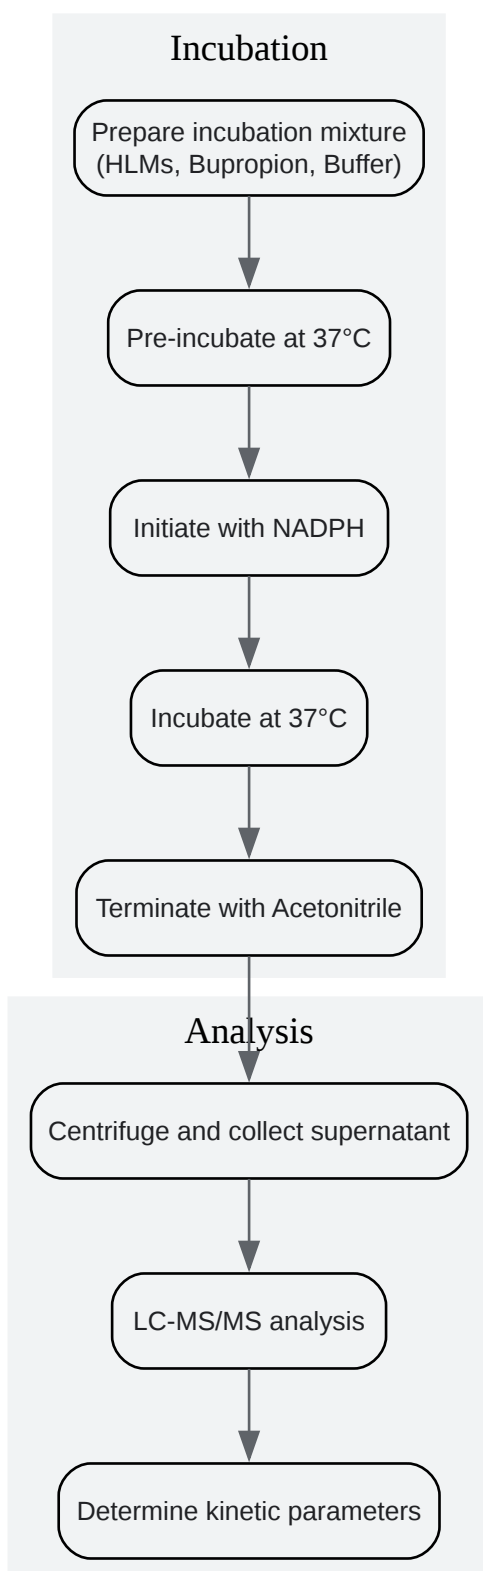 Incubation
Prepare incubation mixture
(HLMs, Bupropion, Buffer)
Pre-incubate at 37°C
Initiate with NADPH
Incubate at 37°C
Terminate with Acetonitrile
Analysis
Centrifuge and collect supernatant
LC-MS/MS analysis
Determine kinetic parameters